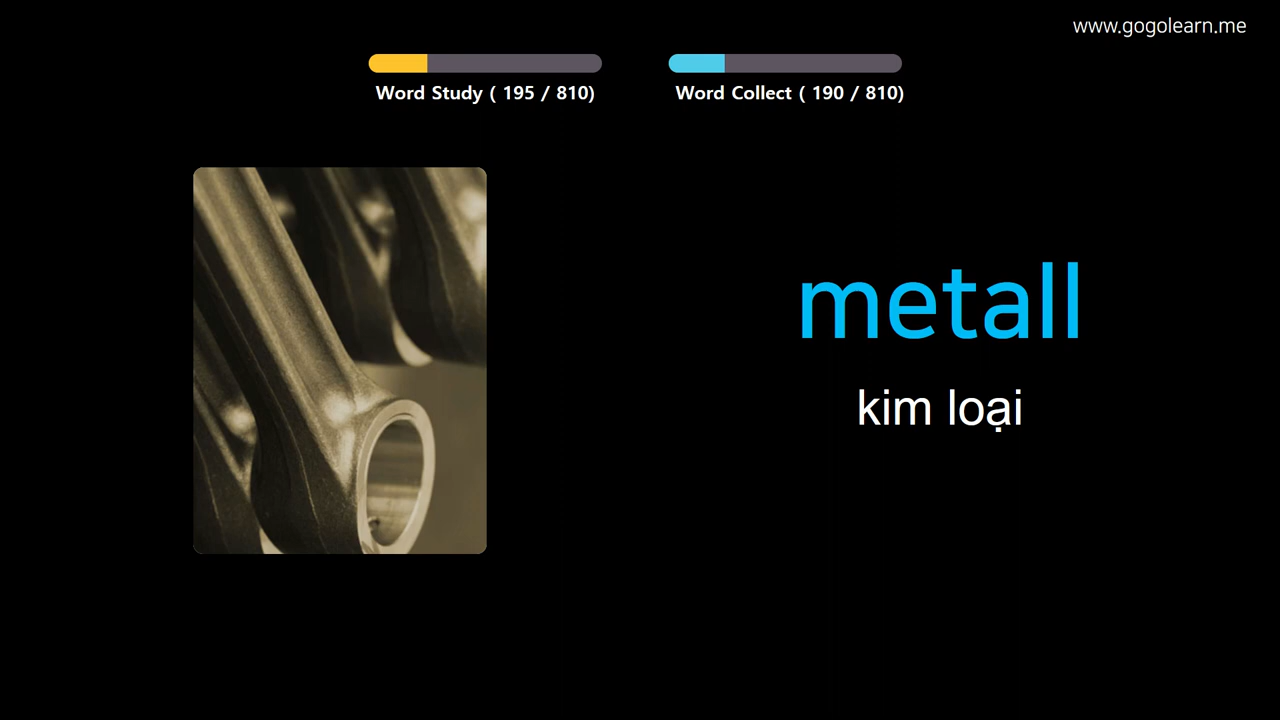 www.gogolearn.me
Word Study ( 195 / 810)
Word Collect ( 190 / 810)
metall
kim loại